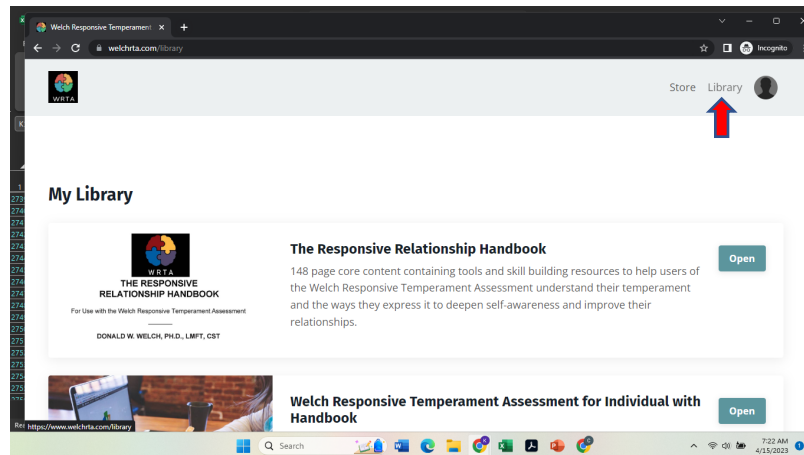 Welch Responsive Temperament
welchrta.com/library
Incognito
WRTA
Store Library
My Library
WRTA
THE RESPONSIVE
RELATIONSHIP HANDBOOK
For Use with the Welch Responsive Temperament Assessment
DONALD W. WELCH, PH.D., LMFT, CST
The Responsive Relationship Handbook
148 page core content containing tools and skill building resources to help users of
the Welch Responsive Temperament Assessment understand their temperament
and the ways they express it to deepen self-awareness and improve their
relationships.
Open
Welch Responsive Temperament Assessment for Individual with
Handbook
Open
https://www.welchrta.com/library
Search
7:22 AM
4/15/2023